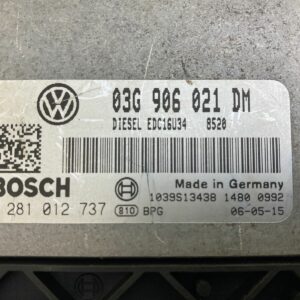 03G 906 021 DM
DIESEL EDC16U34 8520
BOSCH
Made in Germany
1039S13438 1480 0992
281 012 737
810 BPG
06-05-15